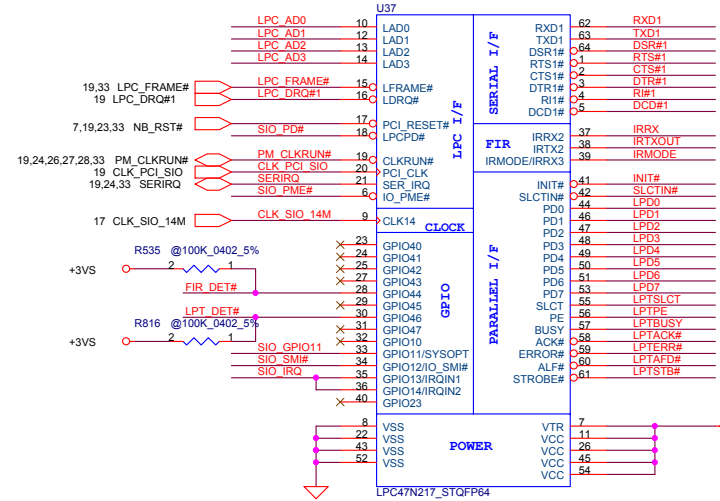 U37
LPC_AD0 10 LAD0 RXD1 62 RXD1
LPC_AD1 12 LAD1 TXD1 63 TXD1
LPC_AD2 13 LAD2 DSR1# 64 DSR#1
LPC_AD3 14 LAD3 RTS1# 1 RTS#1
CTS1# 2 CTS#1
19,33 LPC_FRAME# LPC_FRAME# 15 LFRAME# DTR1# 3 DTR#1
19 LPC_DRQ#1 LPC_DRQ#1 16 LDRQ# RI1# 4 RI#1
DCD1# 5 DCD#1
LPC I/F
SERIAL I/F
7,19,23,33 NB_RST# 17 PCI_RESET#
SIO_PD# 18 LPCPD# IRRX2 37 IRRX
FIR
IRTX2 38 IRTXOUT
19,24,26,27,28,33 PM_CLKRUN# PM_CLKRUN# 19 CLKRUN# IRMODE/IRRX3 39 IRMODE
19 CLK_PCI_SIO CLK_PCI_SIO 20 PCI_CLK
19,24,33 SERIRQ SERIRQ 21 SER_IRQ INIT# 41 INIT#
SIO_PME# 6 IO_PME# SLCTIN# 42 SLCTIN#
PD0 44 LPD0
17 CLK_SIO_14M CLK_SIO_14M 9 CLK14 PD1 46 LPD1
CLOCK
PD2 47 LPD2
23 GPIO40 PD3 48 LPD3
24 GPIO41 PD4 49 LPD4
R535 @100K_0402_5%
25 GPIO42 PD5 50 LPD5
+3VS 2 1 27 GPIO43 PD6 51 LPD6
FIR_DET# 28 GPIO44 PD7 53 LPD7
29 GPIO45 SLCT 55 LPTSLCT
LPT_DET# 30 GPIO46 PE 56 LPTPE
R816 @100K_0402_5%
31 GPIO47 BUSY 57 LPTBUSY
+3VS 2 1 32 GPIO10 ACK# 58 LPTACK#
SIO_GPIO11 33 GPIO11/SYSOPT ERROR# 59 LPTERR#
SIO_SMI# 34 GPIO12/IO_SMI# ALF# 60 LPTAFD#
SIO_IRQ 35 GPIO13/IRQIN1 STROBE# 61 LPTSTB#
36 GPIO14/IRQIN2
40 GPIO23
GPIO
PARALLEL I/F
8 VSS VTR 7
22 VSS VCC 11
POWER
43 VSS VCC 26
52 VSS VCC 45
VCC 54
LPC47N217_STQFP64